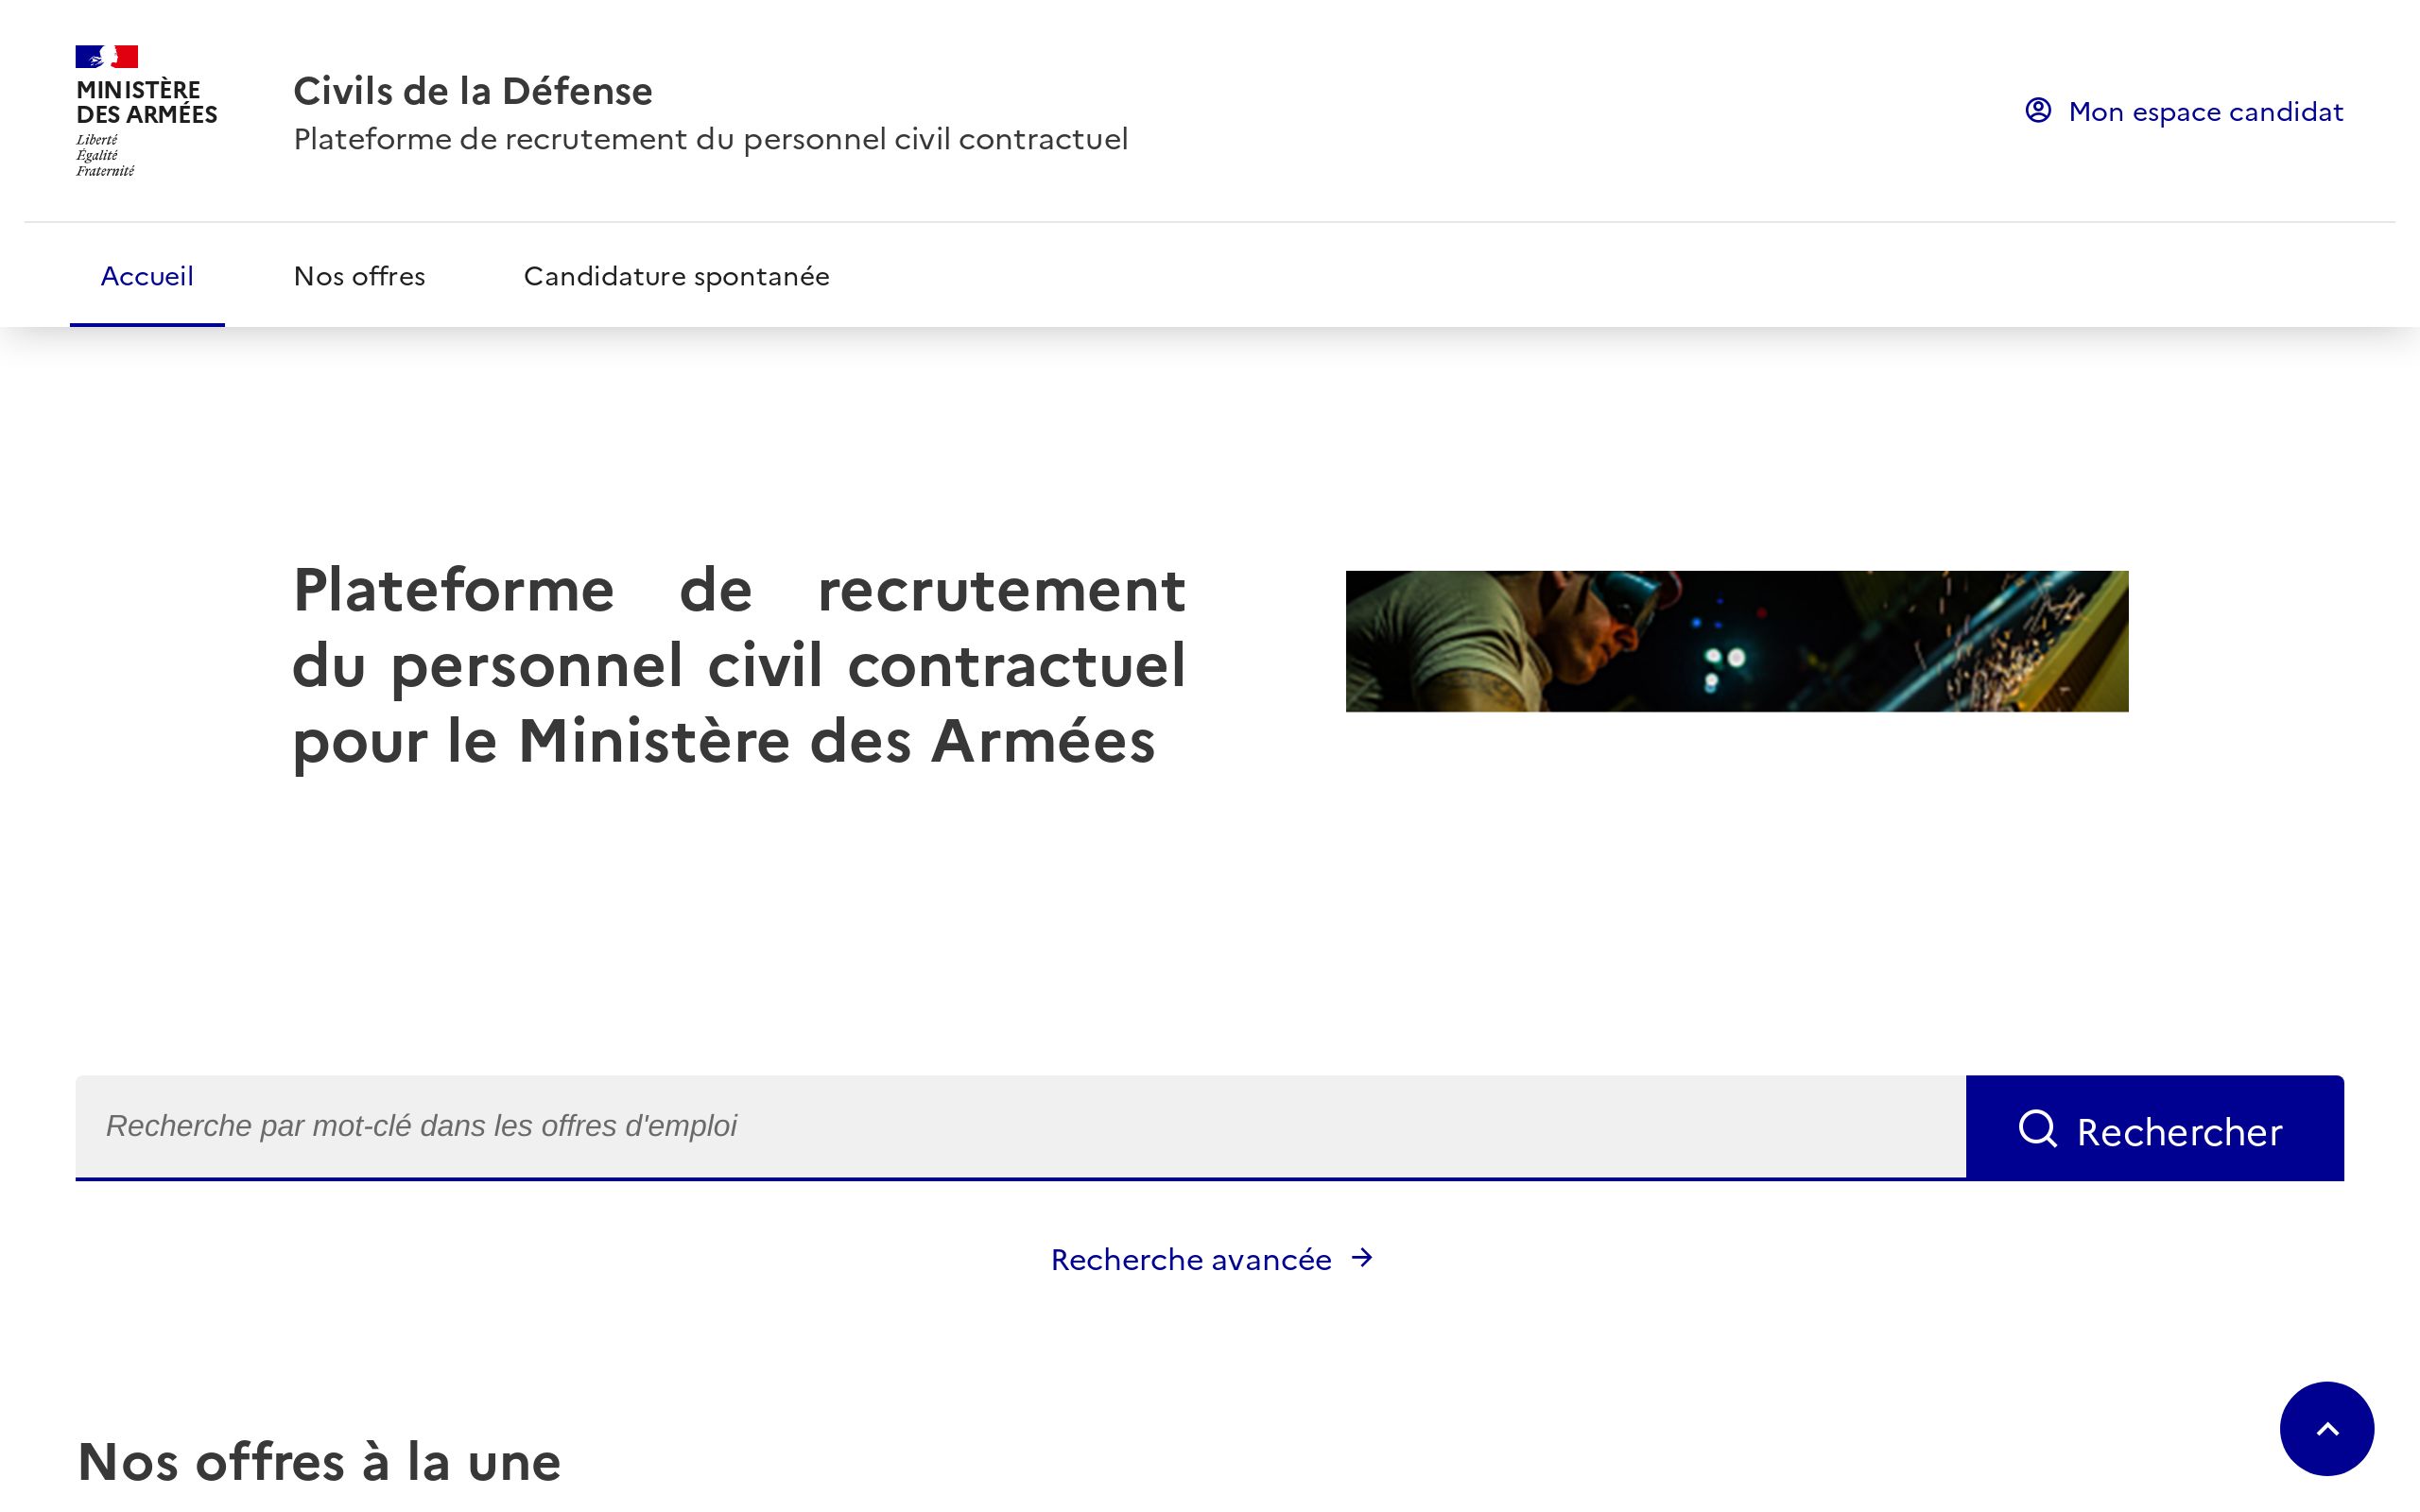 MINISTÈRE
DES ARMÉES
Liberté
Égalité
Fraternité
Civils de la Défense
Plateforme de recrutement du personnel civil contractuel
Mon espace candidat
Accueil
Nos offres
Candidature spontanée
Plateforme de recrutement
du personnel civil contractuel
pour le Ministère des Armées
Recherche par mot-clé dans les offres d'emploi
Rechercher
Recherche avancée
Nos offres à la une